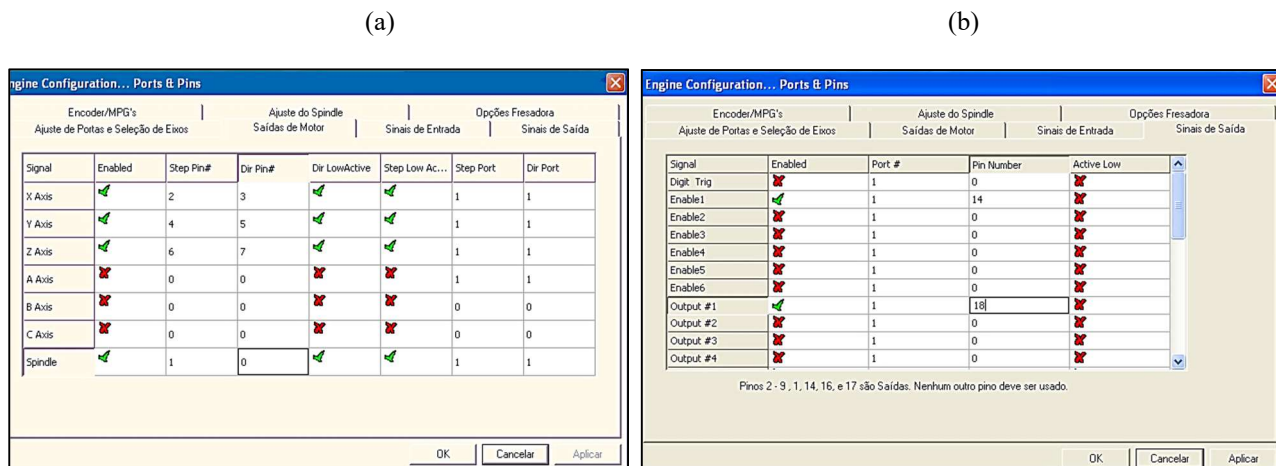 (a)
(b)
ngine Configuration... Ports & Pins
Encoder/MPG's Ajuste do Spindle Opções Fresadora
Ajuste de Portas e Seleção de Eixos Saídas de Motor Sinais de Entrada Sinais de Saída
Signal Enabled Step Pin# Dir Pin# Dir LowActive Step Low Ac... Step Port Dir Port
X Axis 2 3 1 1
Y Axis 4 5 1 1
Z Axis 6 7 1 1
A Axis 0 0 1 1
B Axis 0 0 0 0
C Axis 0 0 0 0
Spindle 1 0 1 1
OK Cancelar Aplicar
Engine Configuration... Ports & Pins
Encoder/MPG's Ajuste do Spindle Opções Fresadora
Ajuste de Portas e Seleção de Eixos Saídas de Motor Sinais de Entrada Sinais de Saída
Signal Enabled Port # Pin Number Active Low
Digit Trig 1 0
Enable1 1 14
Enable2 1 0
Enable3 1 0
Enable4 1 0
Enable5 1 0
Enable6 1 0
Output #1 1 18
Output #2 1 0
Output #3 1 0
Output #4 1 0
Pinos 2 - 9 , 1, 14, 16, e 17 são Saídas. Nenhum outro pino deve ser usado.
OK Cancelar Aplicar